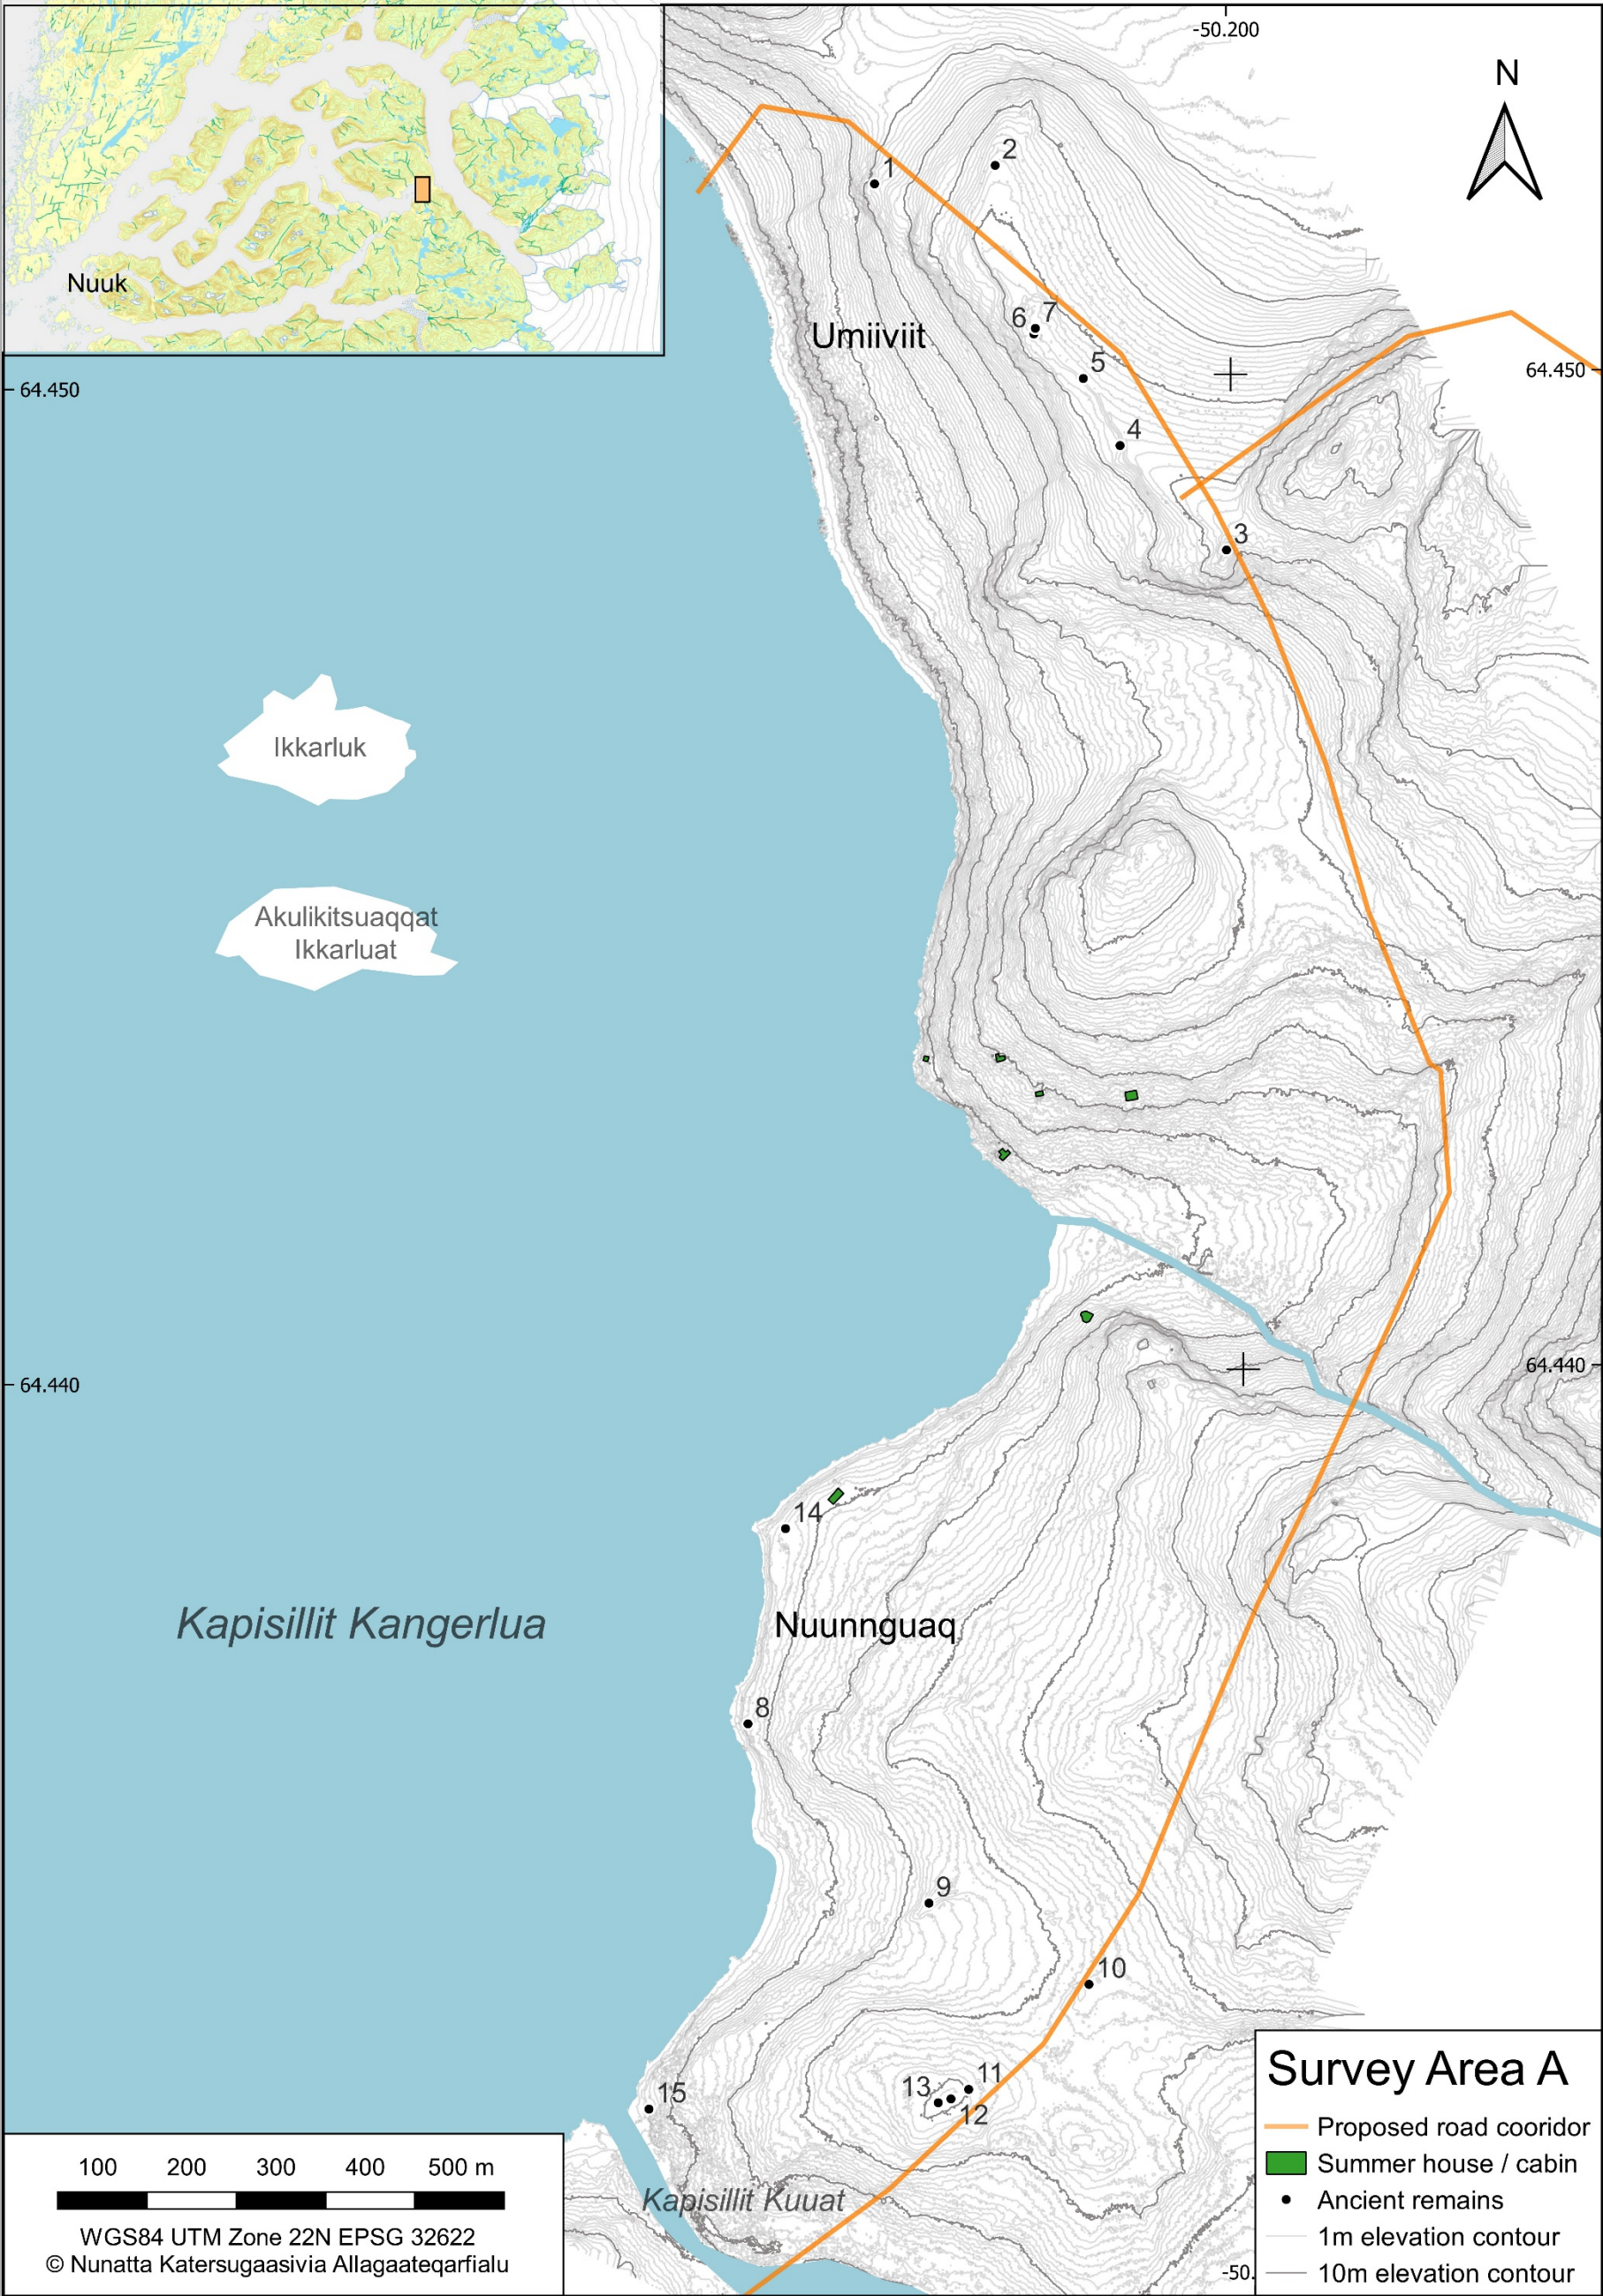 -50.200
N
Nuuk
1
2
6 7
Umiiviit
5
64.450
64.450
4
3
Ikkarluk
Akulikitsuaqqat
Ikkarluat
64.440
64.440
14
Kapisillit Kangerlua
Nuunnguaq
8
9
10
11
13
12
15
Kapisillit Kuuat
100 200 300 400 500 m
WGS84 UTM Zone 22N EPSG 32622
© Nunatta Katersugaasivia Allagaateqarfialu
-50.
Survey Area A
Proposed road cooridor
Summer house / cabin
Ancient remains
1m elevation contour
10m elevation contour